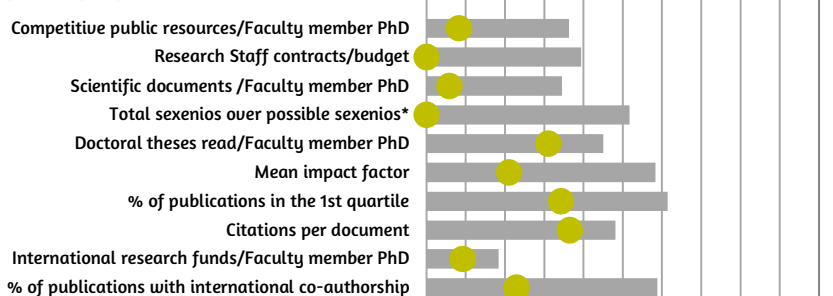 Competitive public resources/Faculty member PhD
Research Staff contracts/budget
Scientific documents /Faculty member PhD
Total sexenios over possible sexenios*
Doctoral theses read/Faculty member PhD
Mean impact factor
% of publications in the 1st quartile
Citations per document
International research funds/Faculty member PhD
% of publications with international co-authorship